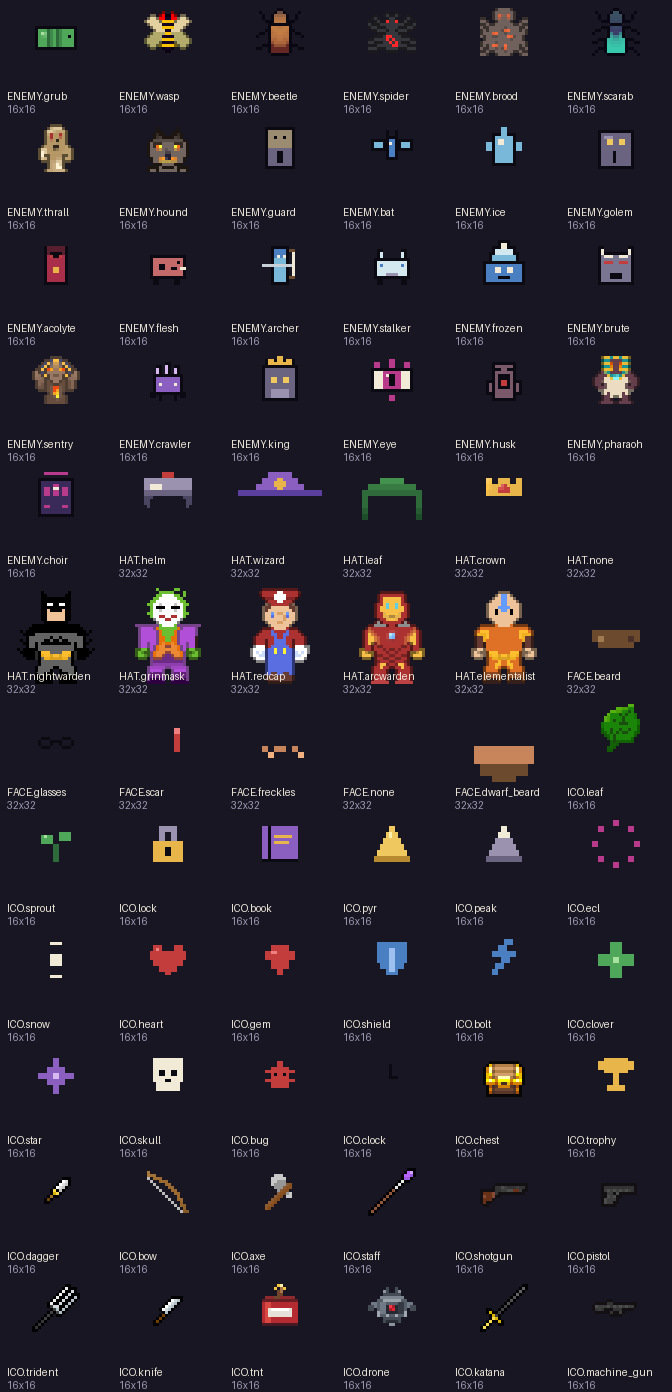 ENEMY.grub ENEMY.wasp ENEMY.beetle ENEMY.spider ENEMY.brood ENEMY.scarab
16x16 16x16 16x16 16x16 16x16 16x16
ENEMY.thrall ENEMY.hound ENEMY.guard ENEMY.bat ENEMY.ice ENEMY.golem
16x16 16x16 16x16 16x16 16x16 16x16
ENEMY.acolyte ENEMY.flesh ENEMY.archer ENEMY.stalker ENEMY.frozen ENEMY.brute
16x16 16x16 16x16 16x16 16x16 16x16
ENEMY.sentry ENEMY.crawler ENEMY.king ENEMY.eye ENEMY.husk ENEMY.pharaoh
16x16 16x16 16x16 16x16 16x16 16x16
ENEMY.choir HAT.helm HAT.wizard HAT.leaf HAT.crown HAT.none
16x16 32x32 32x32 32x32 32x32 32x32
HAT.nightwarden HAT.grinmask HAT.redcap HAT.arcwarden HAT.elementalist FACE.beard
32x32 32x32 32x32 32x32 32x32 32x32
FACE.glasses FACE.scar FACE.freckles FACE.none FACE.dwarf_beard ICO.leaf
32x32 32x32 32x32 32x32 32x32 16x16
ICO.sprout ICO.lock ICO.book ICO.pyr ICO.peak ICO.ecl
16x16 16x16 16x16 16x16 16x16 16x16
ICO.snow ICO.heart ICO.gem ICO.shield ICO.bolt ICO.clover
16x16 16x16 16x16 16x16 16x16 16x16
ICO.star ICO.skull ICO.bug ICO.clock ICO.chest ICO.trophy
16x16 16x16 16x16 16x16 16x16 16x16
ICO.dagger ICO.bow ICO.axe ICO.staff ICO.shotgun ICO.pistol
16x16 16x16 16x16 16x16 16x16 16x16
ICO.trident ICO.knife ICO.tnt ICO.drone ICO.katana ICO.machine_gun
16x16 16x16 16x16 16x16 16x16 16x16